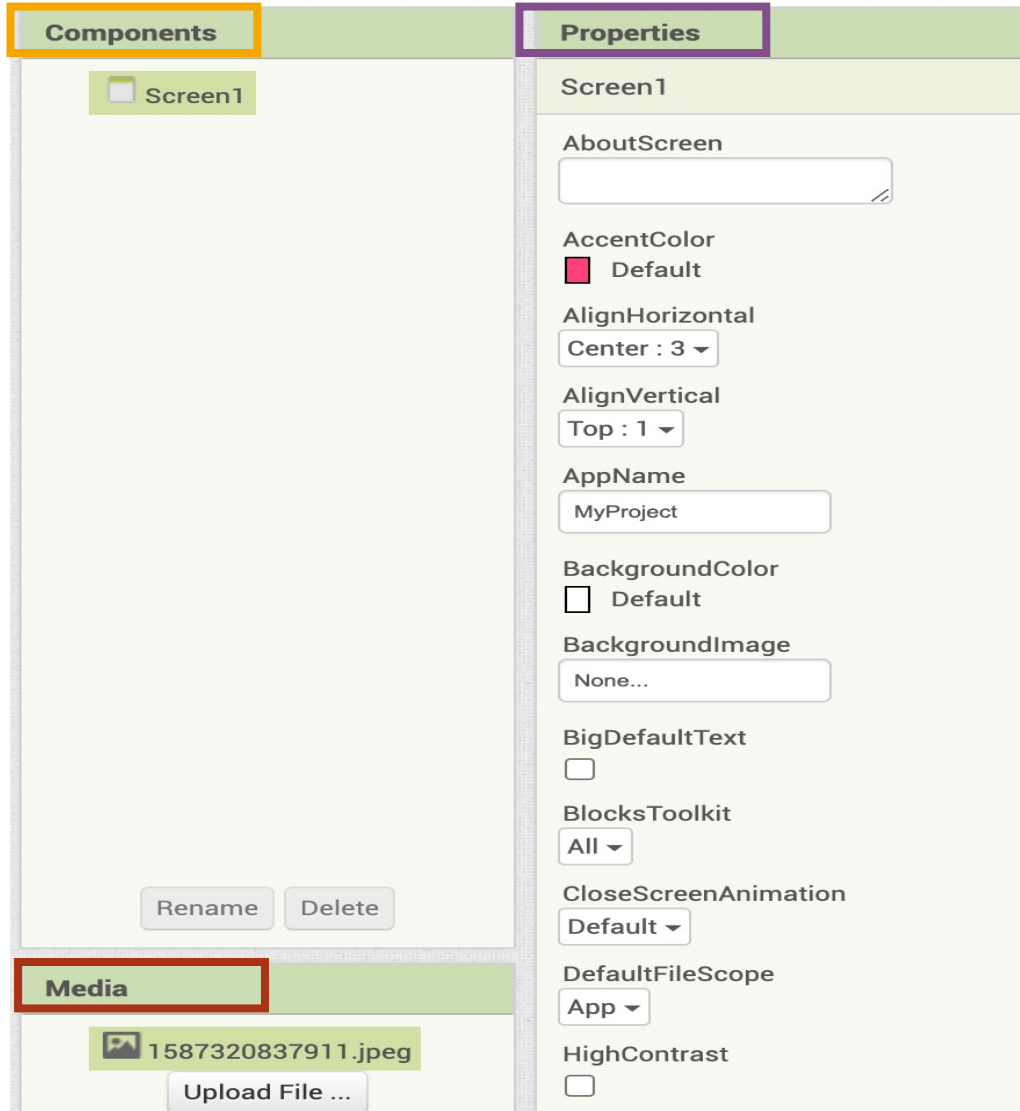 Components
Screen1
Rename
Delete
Media
1587320837911.jpeg
Upload File ...
Properties
Screen1
AboutScreen
AccentColor
Default
AlignHorizontal
Center : 3
AlignVertical
Top : 1
AppName
MyProject
BackgroundColor
Default
BackgroundImage
None...
BigDefaultText
BlocksToolkit
All
CloseScreenAnimation
Default
DefaultFileScope
App
HighContrast